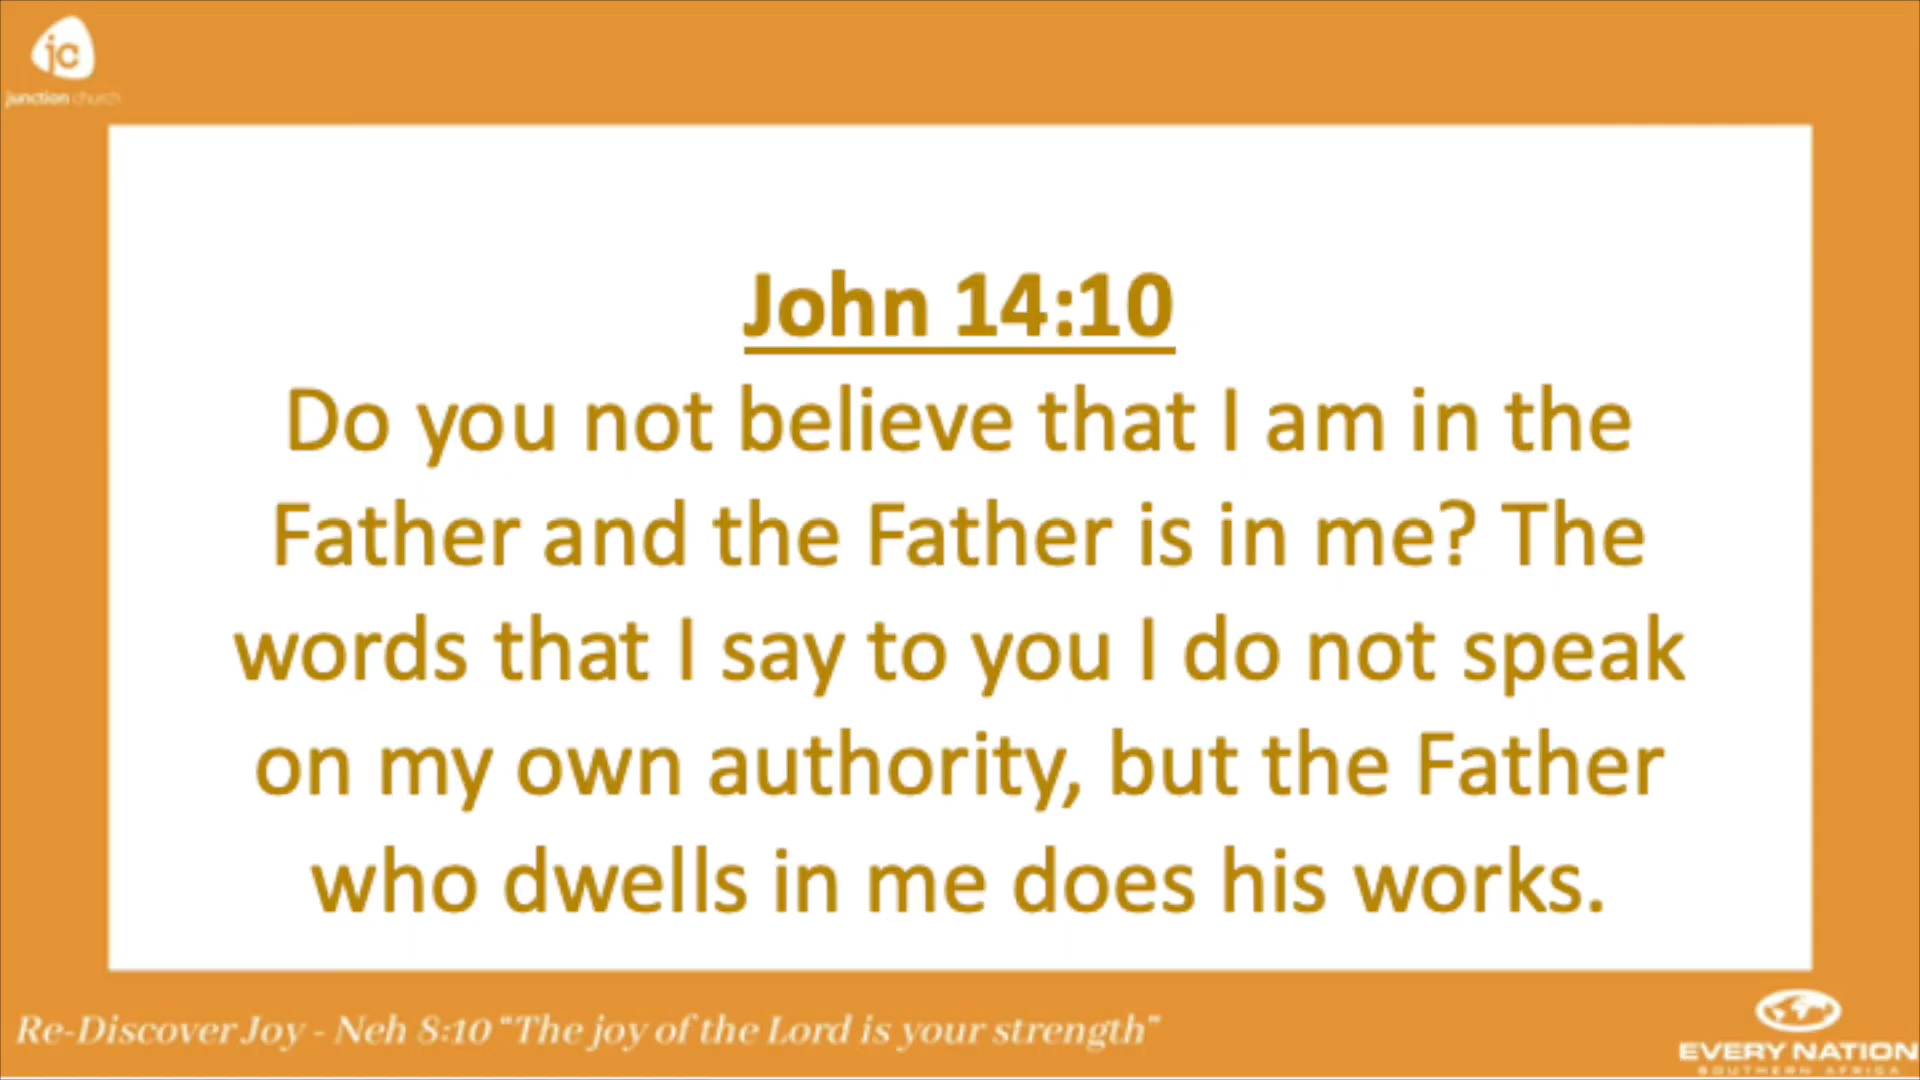 jc
junction church
John 14:10
Do you not believe that I am in the
Father and the Father is in me? The
words that I say to you I do not speak
on my own authority, but the Father
who dwells in me does his works.
Re-Discover Joy - Neh 8:10 "The joy of the Lord is your strength"
EVERY NATION
SOUTHERN AFRICA